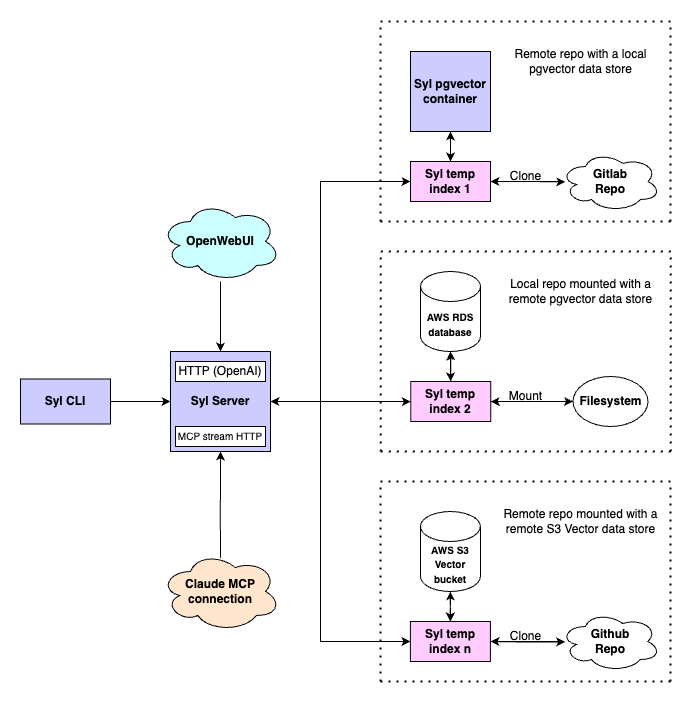 Remote repo with a local
pgvector data store
Syl pgvector
container
Syl temp
index 1
Clone
Gitlab
Repo
OpenWebUI
Local repo mounted with a
remote pgvector data store
AWS RDS
database
HTTP (OpenAI)
Syl CLI
Syl Server
MCP stream HTTP
Syl temp
index 2
Mount
Filesystem
Remote repo mounted with a
remote S3 Vector data store
AWS S3
Vector
bucket
Claude MCP
connection
Syl temp
index n
Clone
Github
Repo